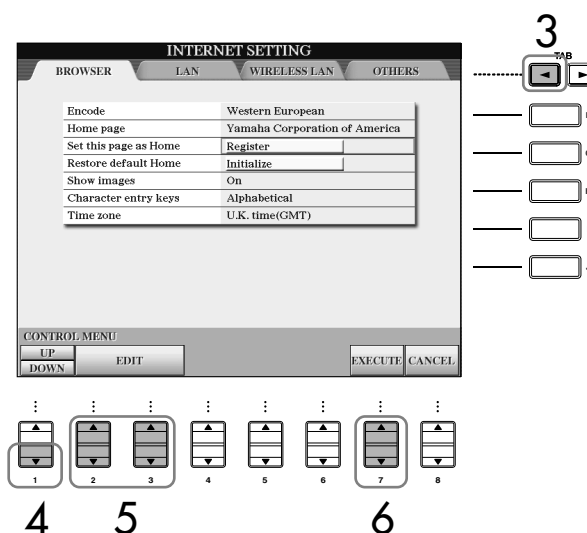 3
INTERNET SETTING
TAB
BROWSER LAN WIRELESS LAN OTHERS
Encode Western European
Home page Yamaha Corporation of America
Set this page as Home Register
Restore default Home Initialize
Show images On
Character entry keys Alphabetical
Time zone U.K. time(GMT)
CONTROL MENU
UP
DOWN EDIT EXECUTE CANCEL
1 2 3 4 5 6 7 8
4 5 6